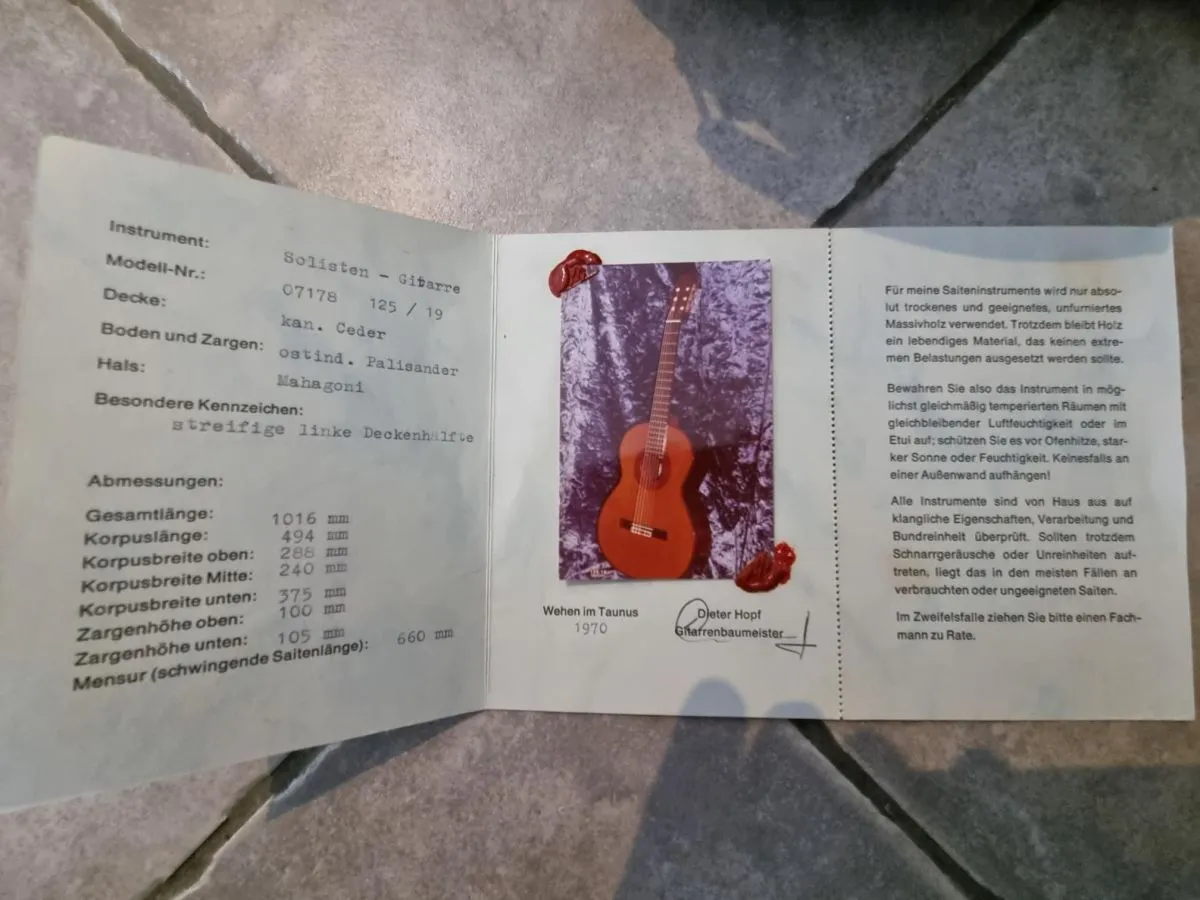 Instrument: Solisten - Gitarre
Modell-Nr.: 07178 125 / 19
Decke: kan. Ceder
Boden und Zargen: ostind. Palisander
Hals: Mahagoni
Besondere Kennzeichen:
streifige linke Deckenhälfte
Abmessungen:
Gesamtlänge: 1016 mm
Korpuslänge: 494 mm
Korpusbreite oben: 288 mm
Korpusbreite Mitte: 240 mm
Korpusbreite unten: 375 mm
Zargenhöhe oben: 100 mm
Zargenhöhe unten: 105 mm
Mensur (schwingende Saitenlänge): 660 mm
Wehen im Taunus
1970
Dieter Hopf
Gitarrenbaumeister
Für meine Saiteninstrumente wird nur abso-
lut trockenes und geeignetes, unfurniertes
Massivholz verwendet. Trotzdem bleibt Holz
ein lebendiges Material, das keinen extre-
men Belastungen ausgesetzt werden sollte.
Bewahren Sie also das Instrument in mög-
lichst gleichmäßig temperierten Räumen mit
gleichbleibender Luftfeuchtigkeit oder im
Etui auf; schützen Sie es vor Ofenhitze, star-
ker Sonne oder Feuchtigkeit. Keinesfalls an
einer Außenwand aufhängen!
Alle Instrumente sind von Haus aus auf
klangliche Eigenschaften, Verarbeitung und
Bundreinheit überprüft. Sollten trotzdem
Schnarrgeräusche oder Unreinheiten auf-
treten, liegt das in den meisten Fällen an
verbrauchten oder ungeeigneten Saiten.
Im Zweifelsfalle ziehen Sie bitte einen Fach-
mann zu Rate.